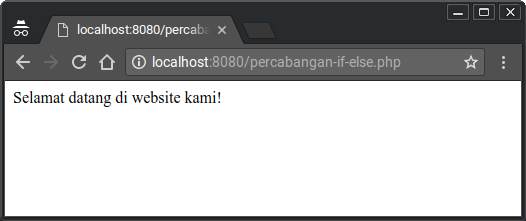 localhost:8080/percaba
localhost:8080/percabangan-if-else.php
Selamat datang di website kami!